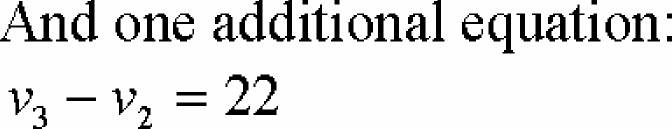 And one additional equation:
v₃ − v₂ = 22